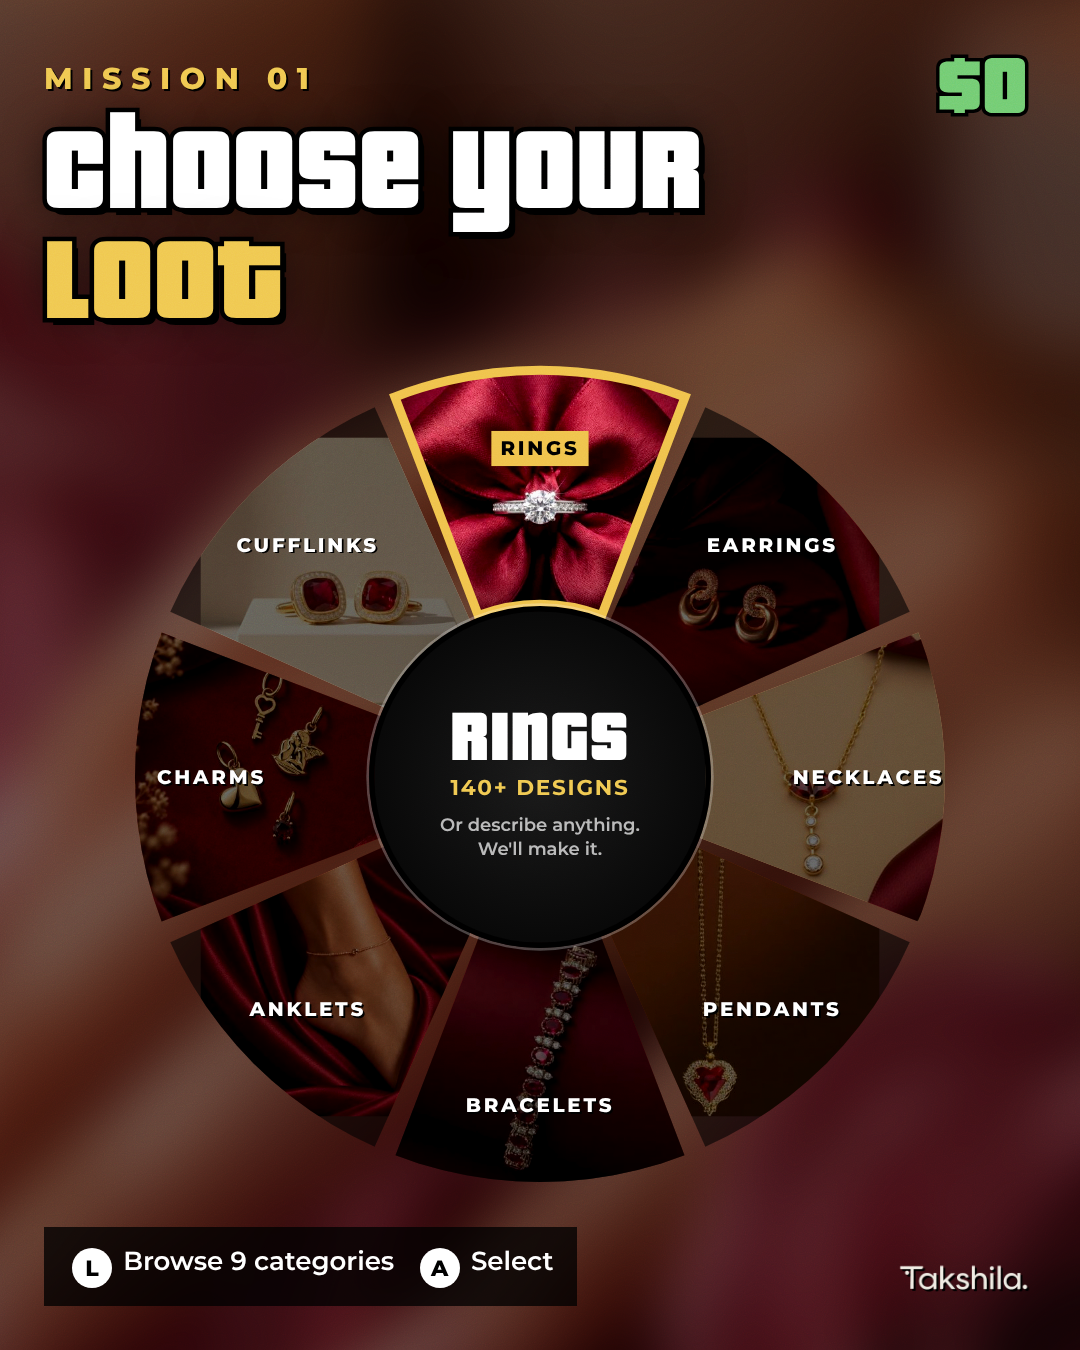 MISSION 01
$0
choose your
LOOT
RINGS
CUFFLINKS
EARRINGS
CHARMS
NECKLACES
RINGS
140+ DESIGNS
Or describe anything.
We'll make it.
ANKLETS
PENDANTS
BRACELETS
L Browse 9 categories A Select
Takshila.